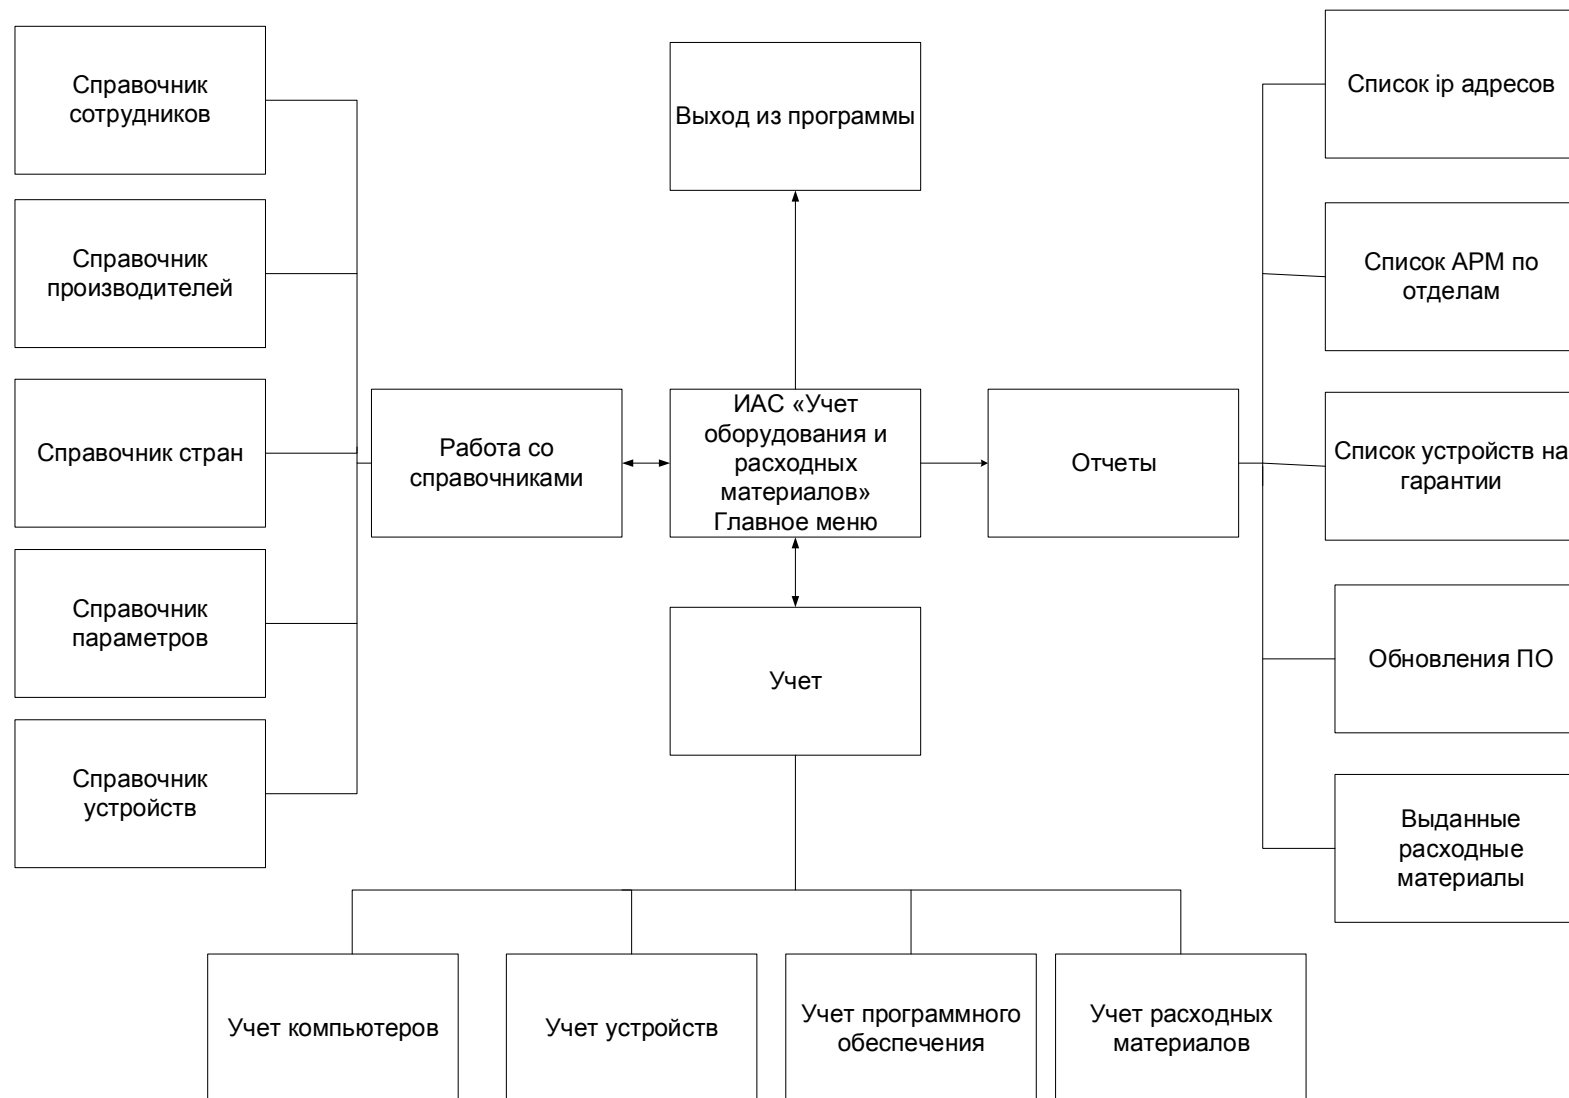 Справочник
сотрудников
Справочник
производителей
Справочник стран
Справочник
параметров
Справочник
устройств
Работа со
справочниками
Выход из программы
ИАС «Учет
оборудования и
расходных
материалов»
Главное меню
Учет
Отчеты
Список ip адресов
Список АРМ по
отделам
Список устройств на
гарантии
Обновления ПО
Выданные
расходные
материалы
Учет компьютеров
Учет устройств
Учет программного
обеспечения
Учет расходных
материалов